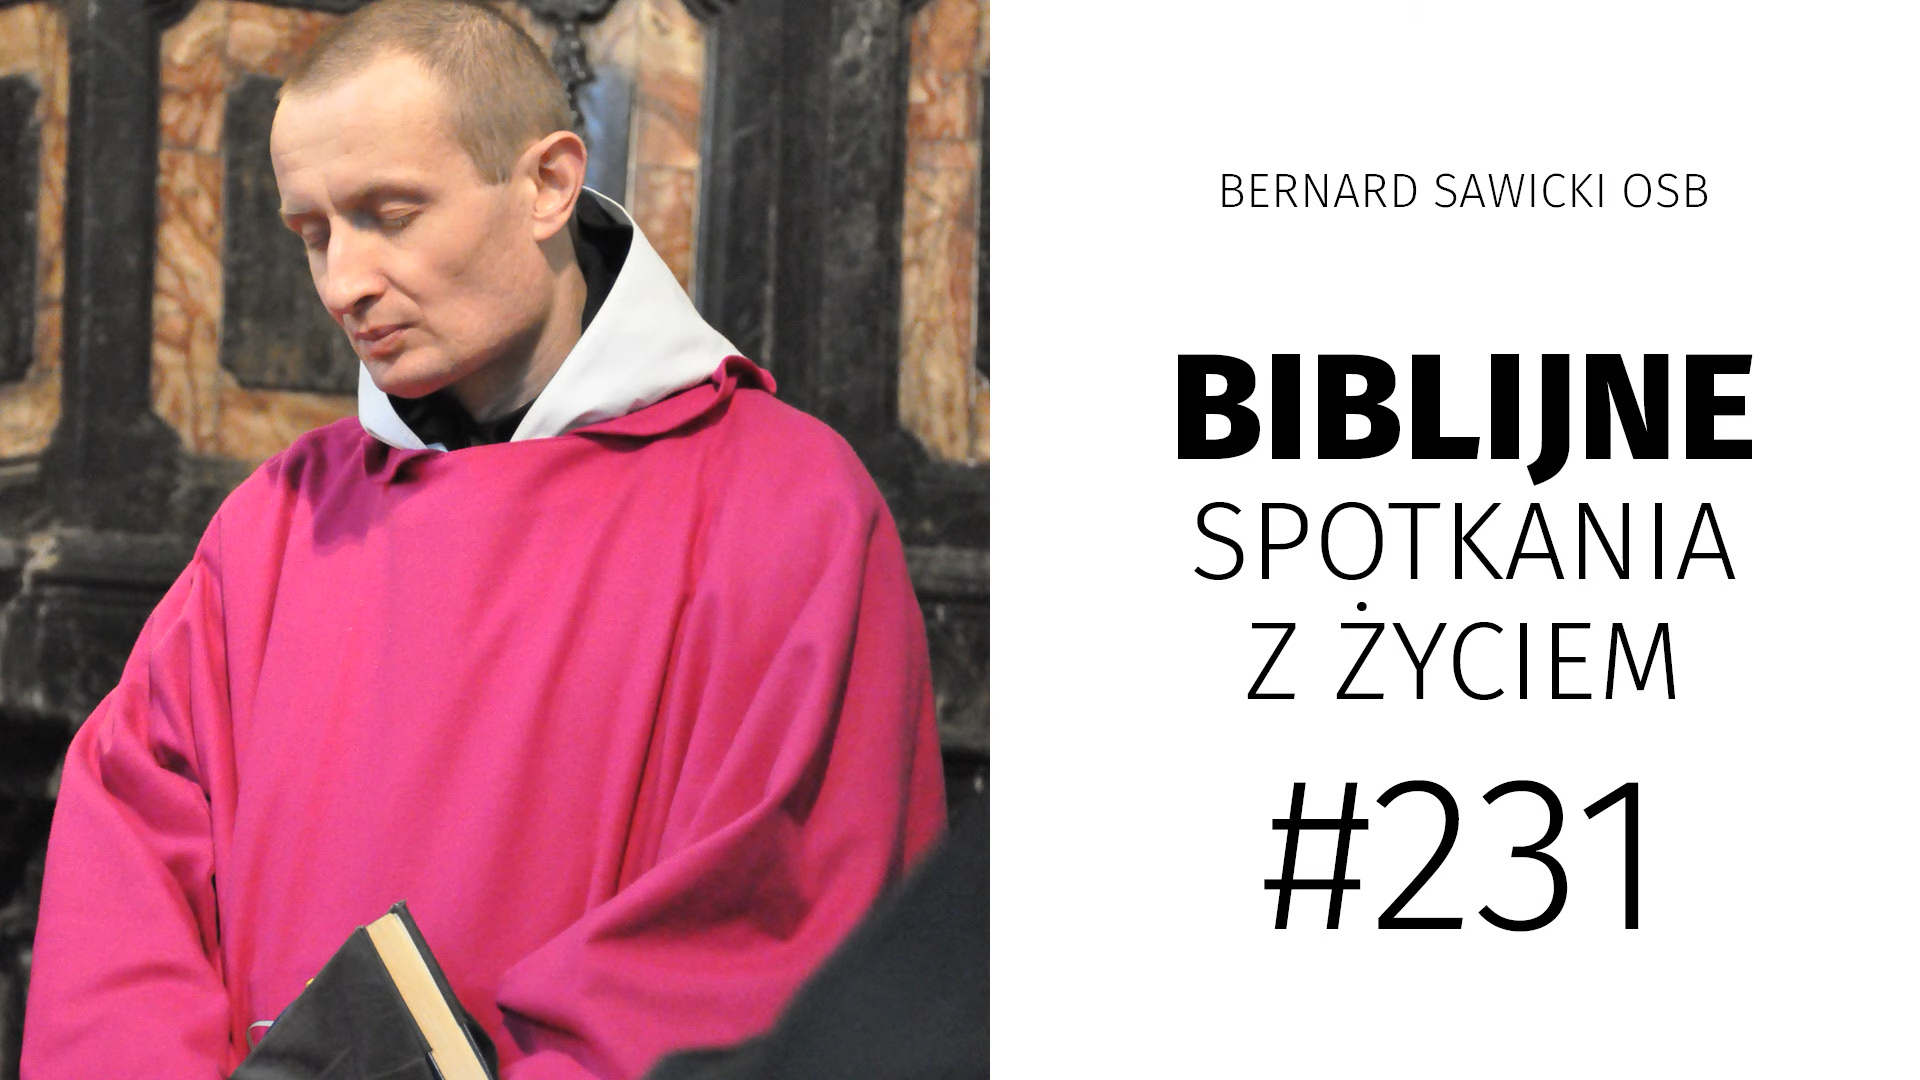 BERNARD SAWICKI OSB
BIBLIJNE
SPOTKANIA
Z ŻYCIEM
#231